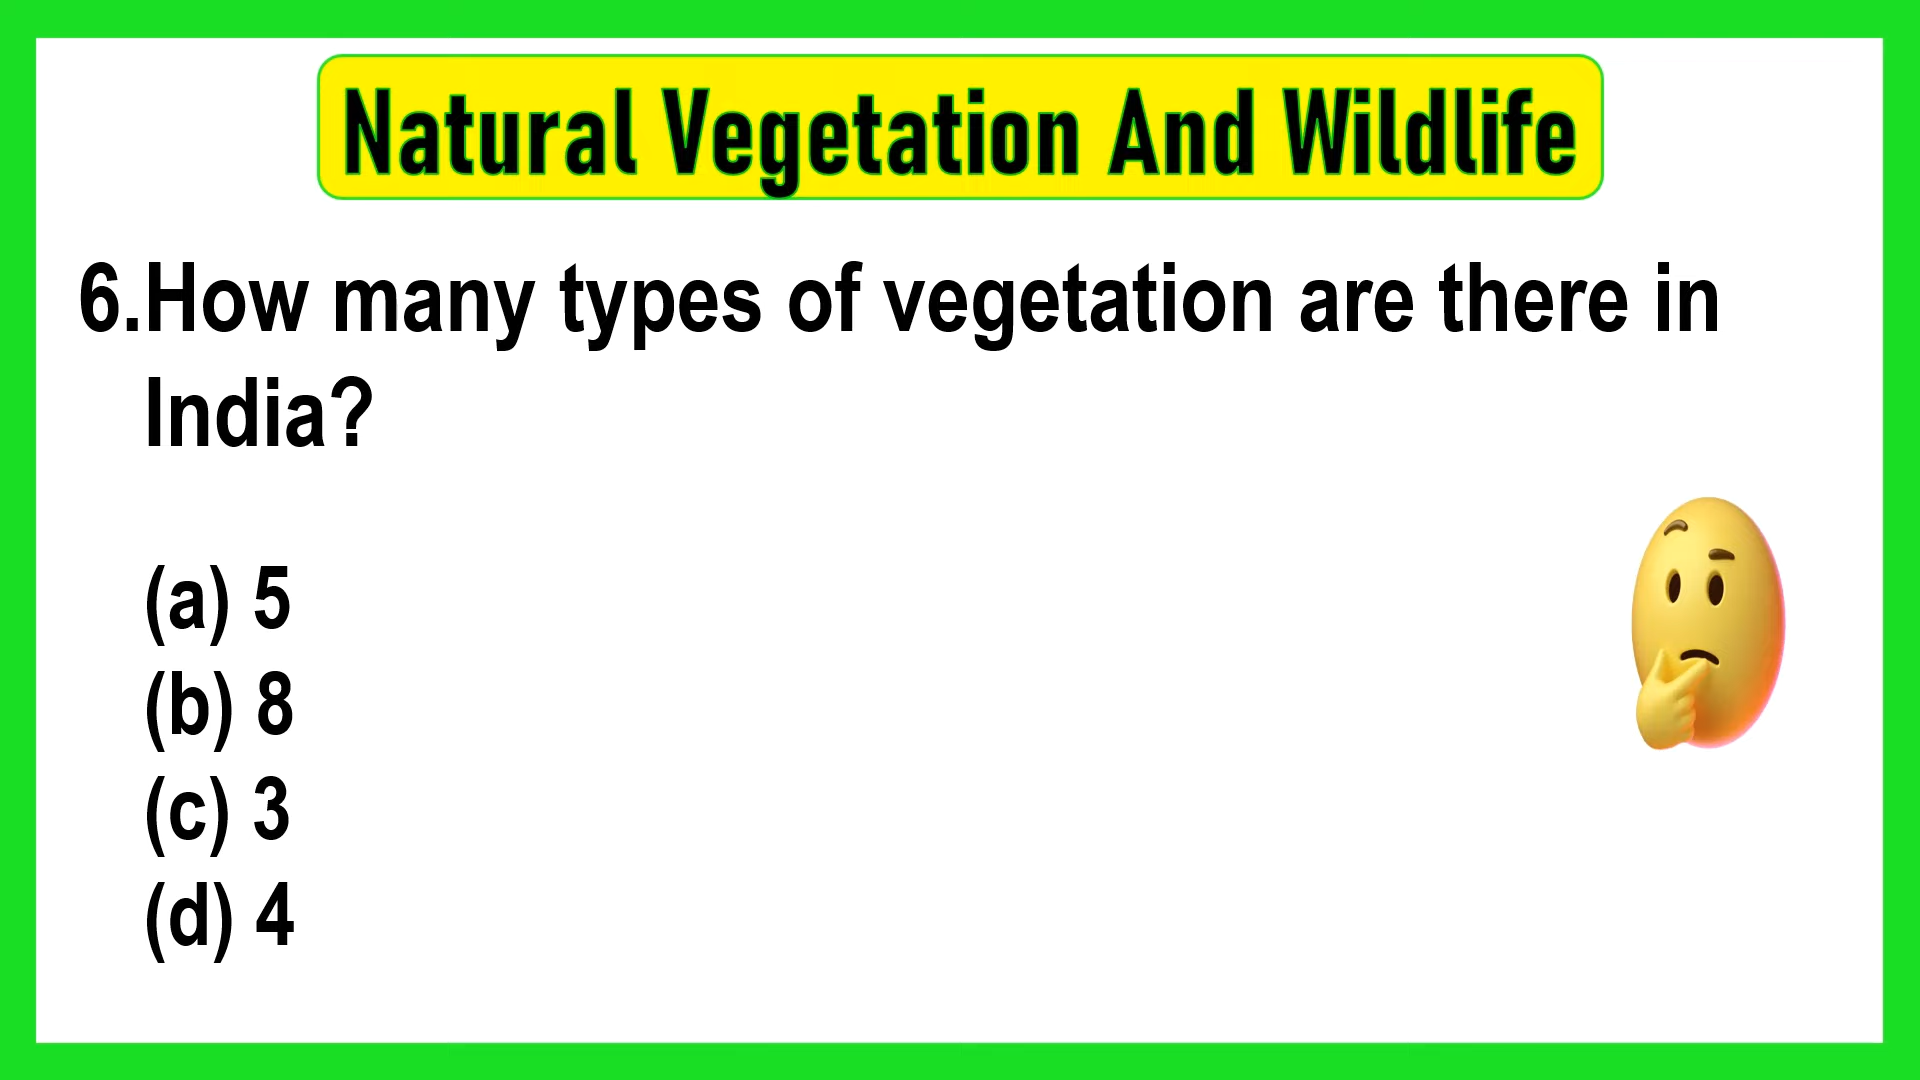 Natural Vegetation And Wildlife
6.How many types of vegetation are there in
India?
(a) 5
(b) 8
(c) 3
(d) 4